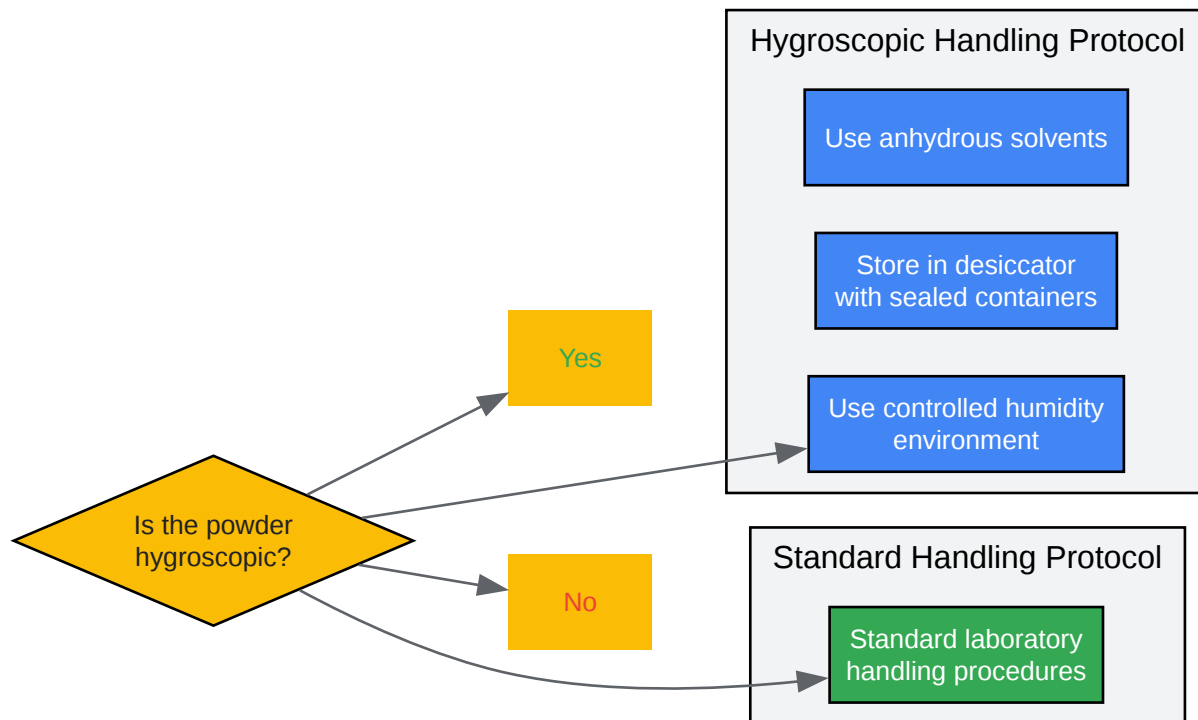 Hygroscopic Handling Protocol
Use anhydrous solvents
Store in desiccator
with sealed containers
Yes
Use controlled humidity
environment
Is the powder
hygroscopic?
Standard Handling Protocol
No
Standard laboratory
handling procedures